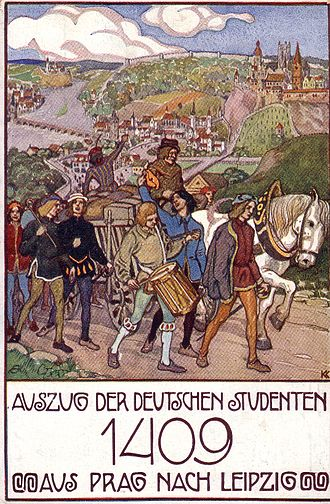 AUSZUG DER DEUTSCHEN STUDENTEN
1409
AUS PRAG NACH LEIPZIG